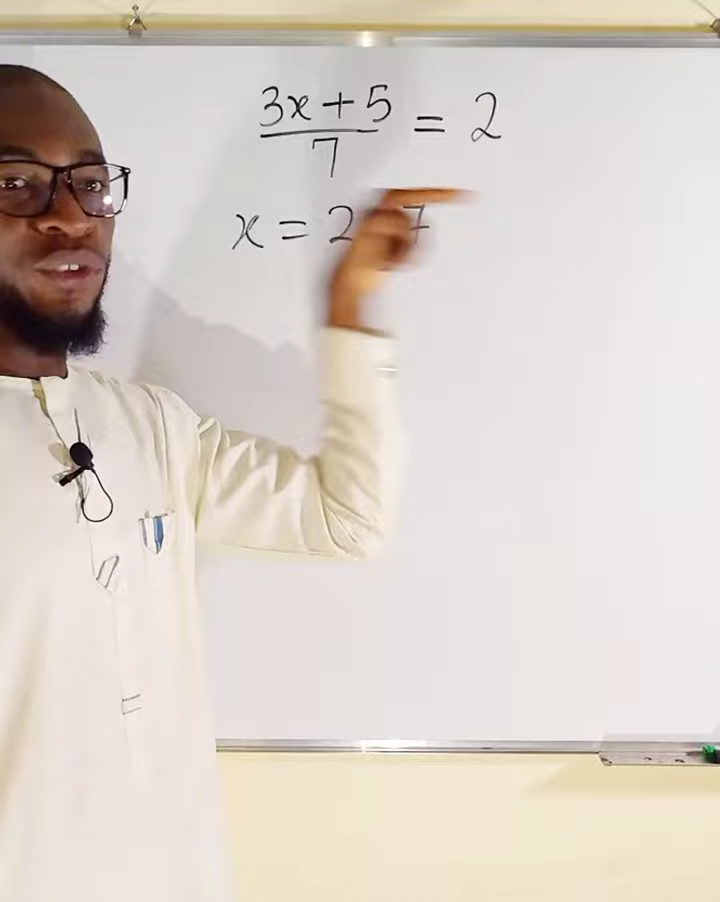 3x + 5
7 = 2
x = 2 7